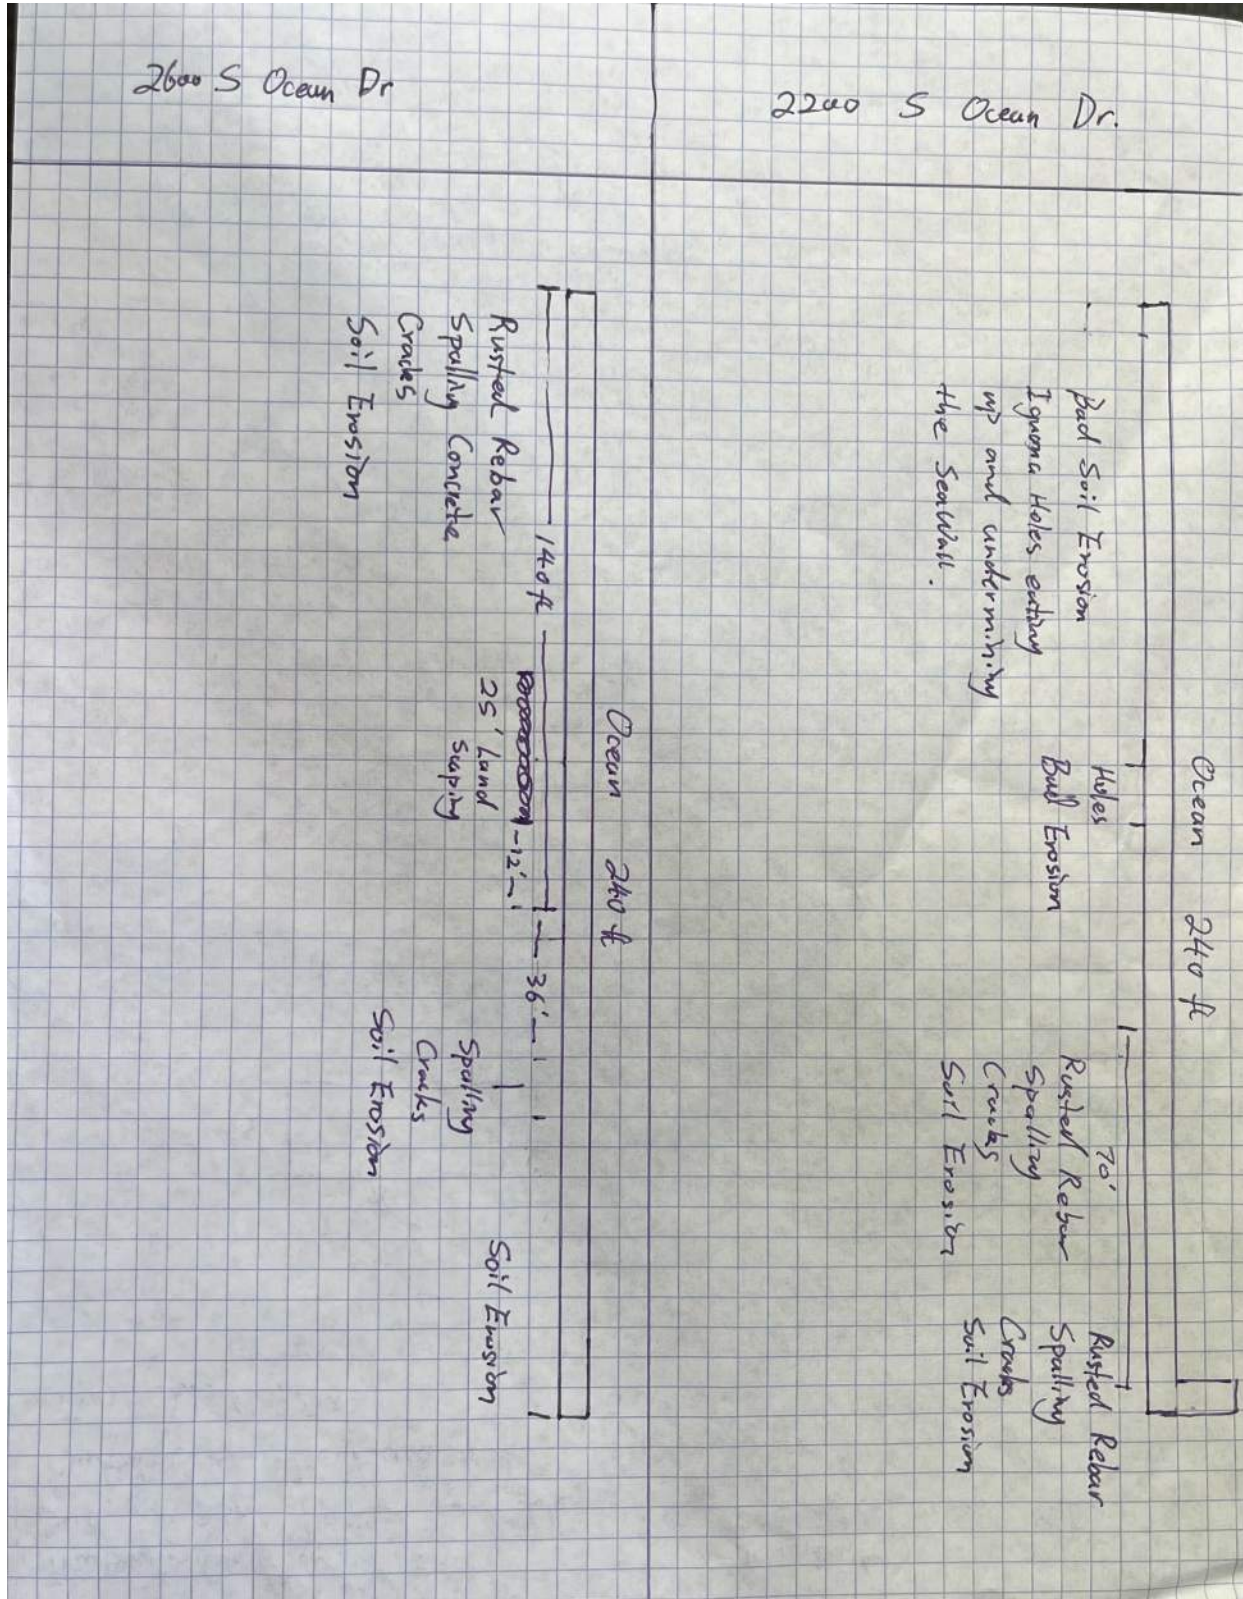 2600 S Ocean Dr
2200 S Ocean Dr.
Ocean 240 ft
Bad Soil Erosion
Iguana Holes eating
up and undermining
the SeaWall.
Holes
Bad Erosion
70'
Rusted Rebar
Spalling
Cracks
Soil Erosion
Rusted Rebar
Spalling
Cracks
Soil Erosion
Ocean 240 ft
140 ft
36'
12'
25' Land
scaping
Rusted Rebar
Spalling Concrete
Cracks
Soil Erosion
Spalling
Cracks
Soil Erosion
Soil Erosion